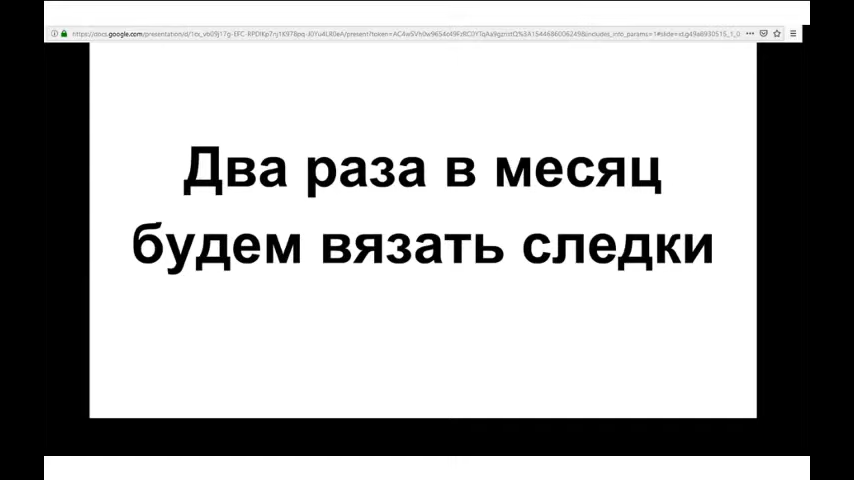 Два раза в месяц
будем вязать следки